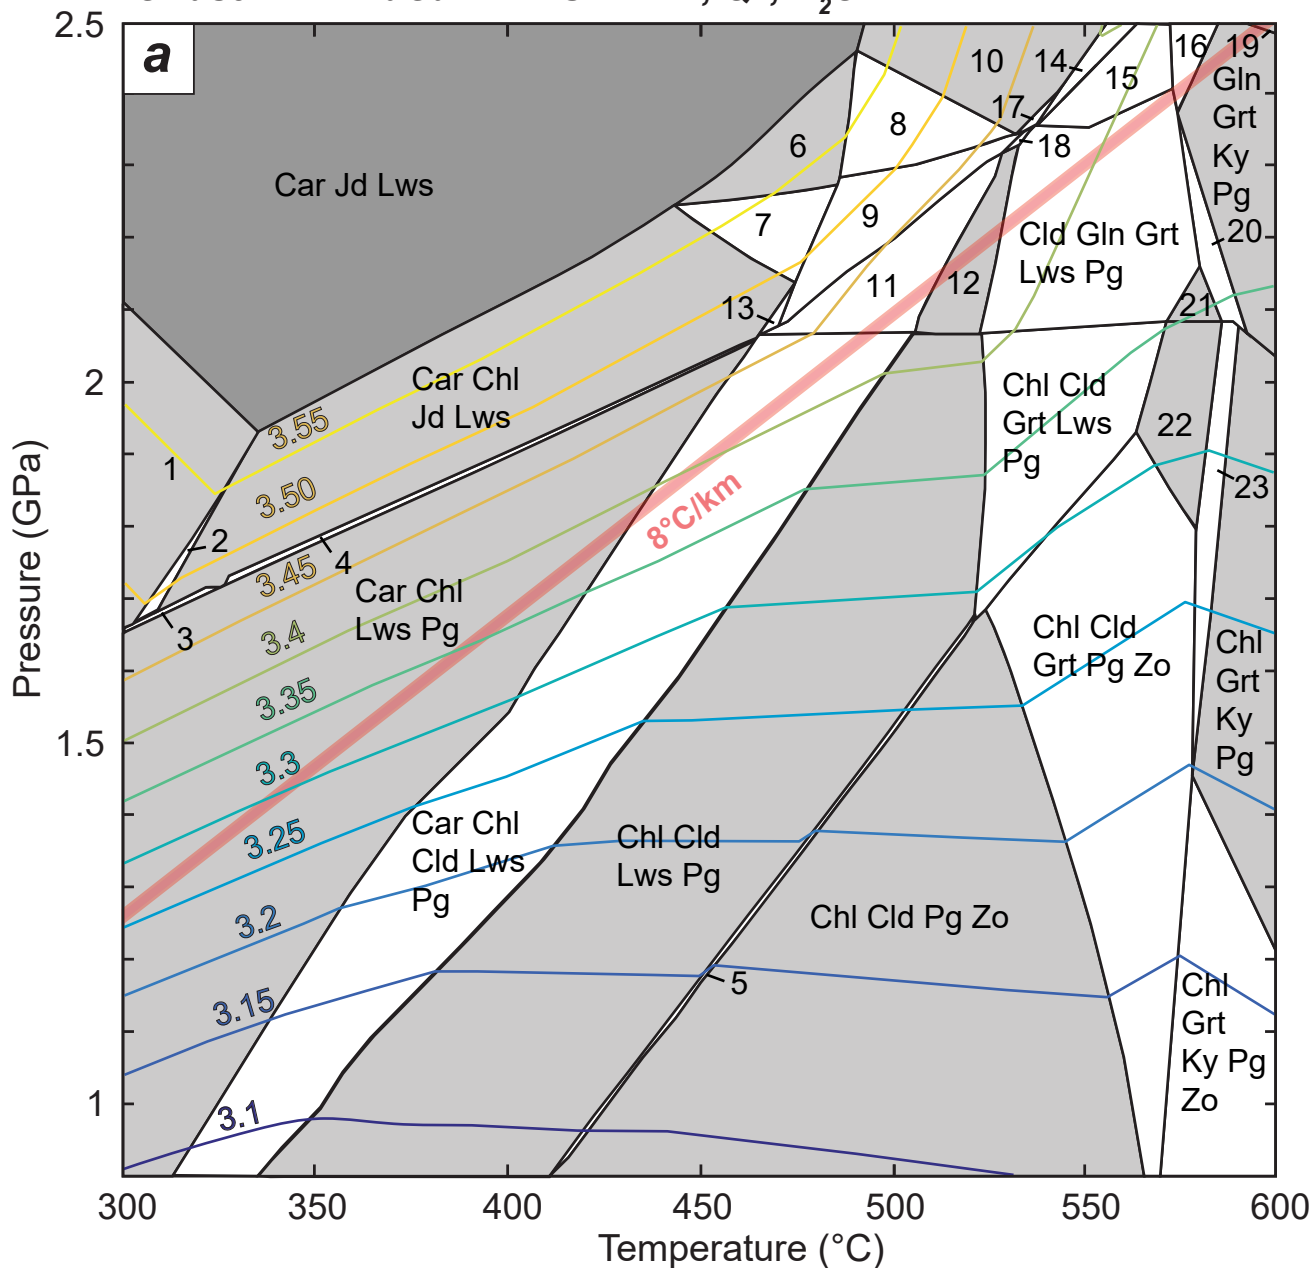 2.5
a
Car Jd Lws
6
7
8
9
10
11
12
13
14
15
16
17
18
19
Gln
Grt
Ky
Pg
20
21
Cld Gln Grt
Lws Pg
2
Car Chl
Jd Lws
3.55
3.50
3.45
3.4
3.35
3.3
3.25
3.2
3.15
3.1
1
2
3
4
Car Chl
Lws Pg
8°C/km
Chl Cld
Grt Lws
Pg
22
23
Chl Cld
Grt Pg Zo
Chl
Grt
Ky
Pg
1.5
Car Chl
Cld Lws
Pg
Chl Cld
Lws Pg
Chl Cld Pg Zo
5
Chl
Grt
Ky Pg
Zo
1
Pressure (GPa)
300
350
400
450
500
550
600
Temperature (°C)